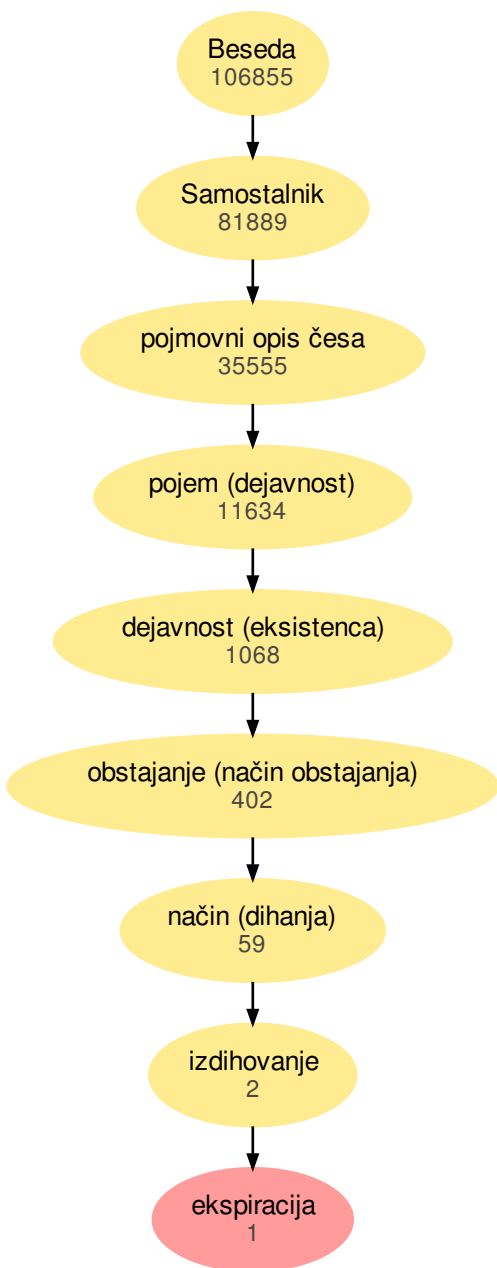 Beseda
106855
Samostalnik
81889
pojmovni opis česa
35555
pojem (dejavnost)
11634
dejavnost (eksistenca)
1068
obstajanje (način obstajanja)
402
način (dihanja)
59
izdihovanje
2
ekspiracija
1